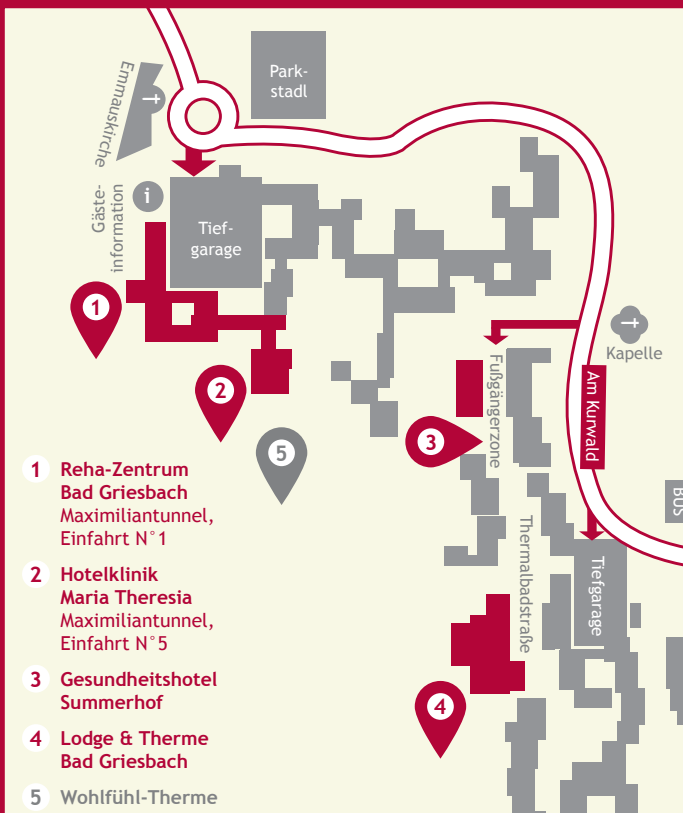 Park-
stadl
Emmauskirche
Gäste-
information
i
Tief-
garage
1
2
5
3
Kapelle
Fußgängerzone
Am Kurwald
BUS
Thermalbadstraße
Tiefgarage
4
1 Reha-Zentrum
Bad Griesbach
Maximiliantunnel,
Einfahrt N°1
2 Hotelklinik
Maria Theresia
Maximiliantunnel,
Einfahrt N°5
3 Gesundheitshotel
Summerhof
4 Lodge & Therme
Bad Griesbach
5 Wohlfühl-Therme